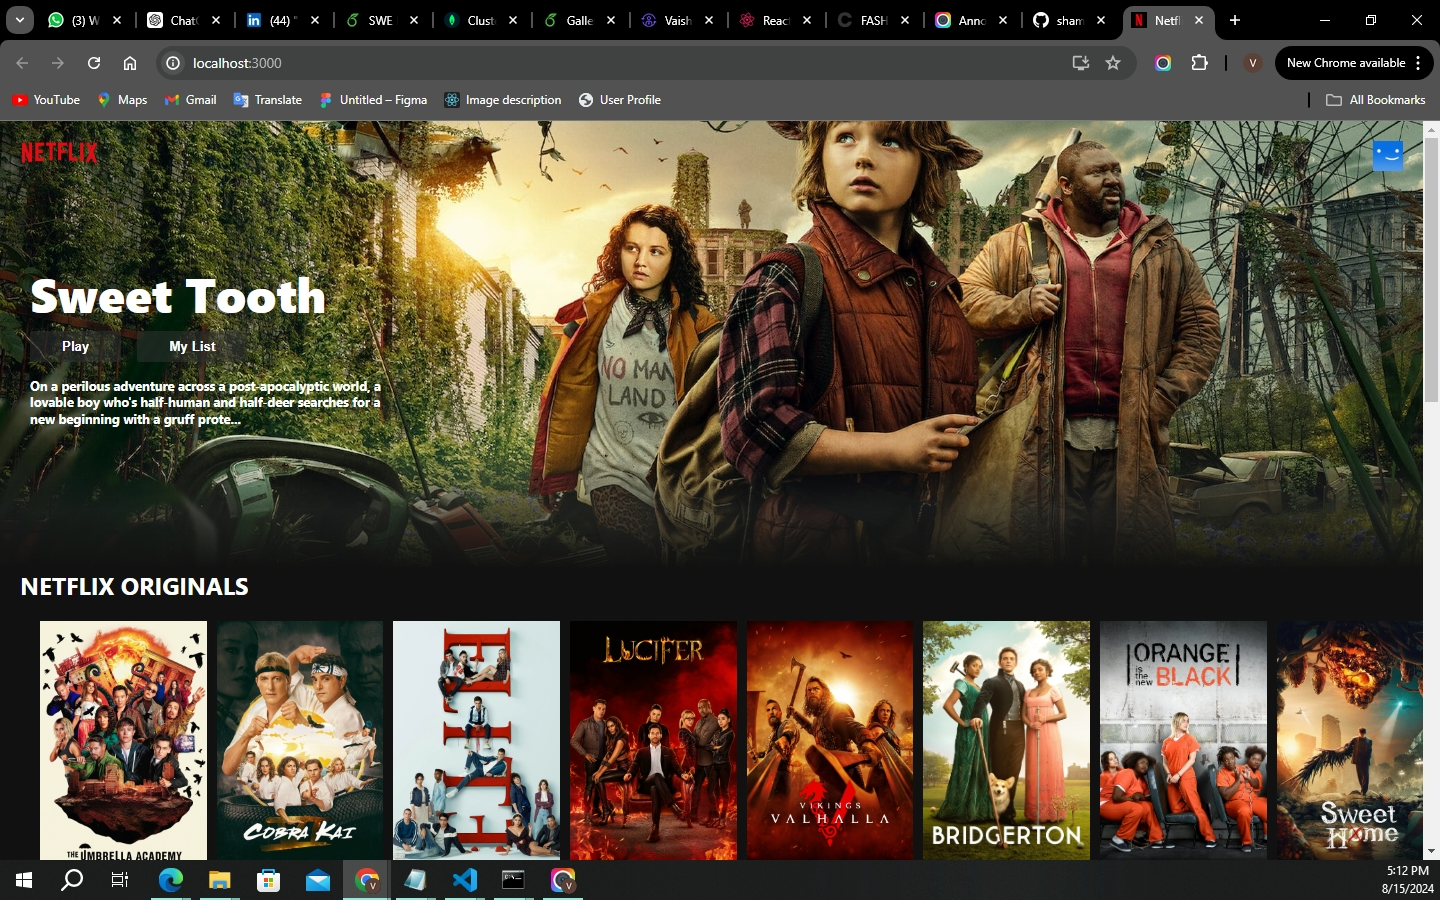 (3) W
ChatG
(44) "
SWE
Clust
Galle
Vaish
React
FASH
Anno
sham
Netfl
localhost:3000
New Chrome available
V
YouTube
Maps
Gmail
Translate
Untitled – Figma
Image description
User Profile
All Bookmarks
NETFLIX
Sweet Tooth
Play
My List
On a perilous adventure across a post-apocalyptic world, a
lovable boy who's half-human and half-deer searches for a
new beginning with a gruff prote...
NO MAN
LAND
NETFLIX ORIGINALS
THE UMBRELLA ACADEMY
COBRA KAI
ELITE
LUCIFER
VIKINGS
VALHALLA
BRIDGERTON
ORANGE
is the new
BLACK
Sweet
Home
5:12 PM
8/15/2024